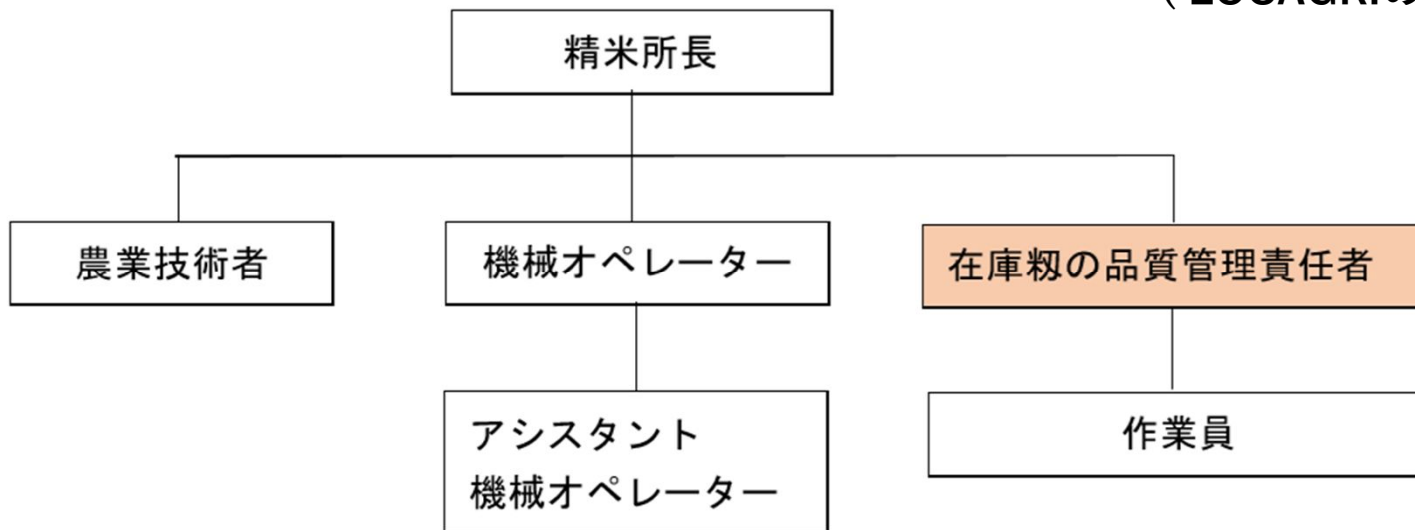 精米所長
農業技術者
機械オペレーター
在庫籾の品質管理責任者
アシスタント
機械オペレーター
作業員